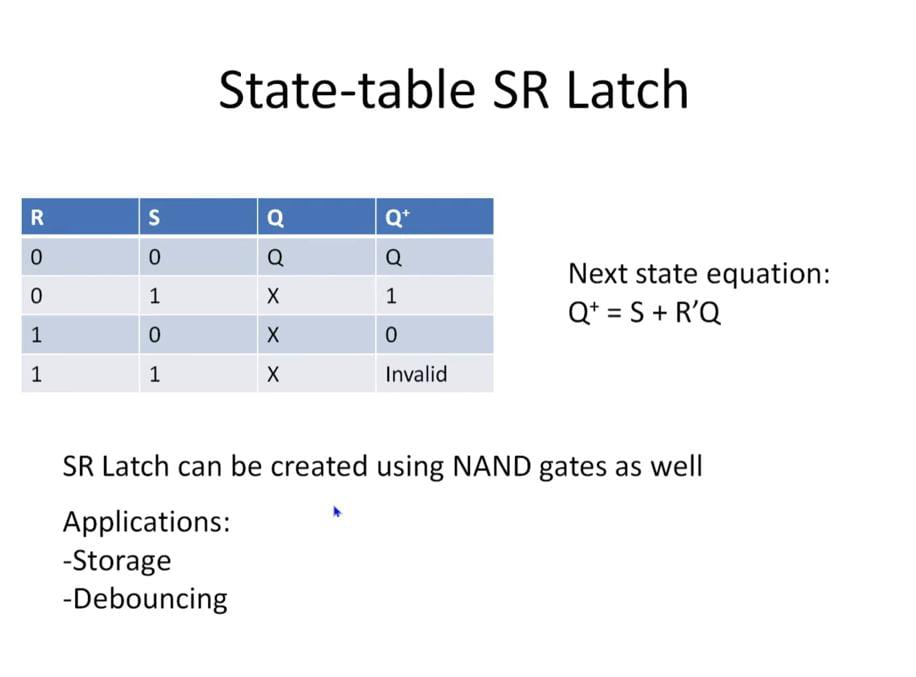 State-table SR Latch
R S Q Q⁺
0 0 Q Q
0 1 X 1
1 0 X 0
1 1 X Invalid
Next state equation:
Q⁺ = S + R’Q
SR Latch can be created using NAND gates as well
Applications:
-Storage
-Debouncing